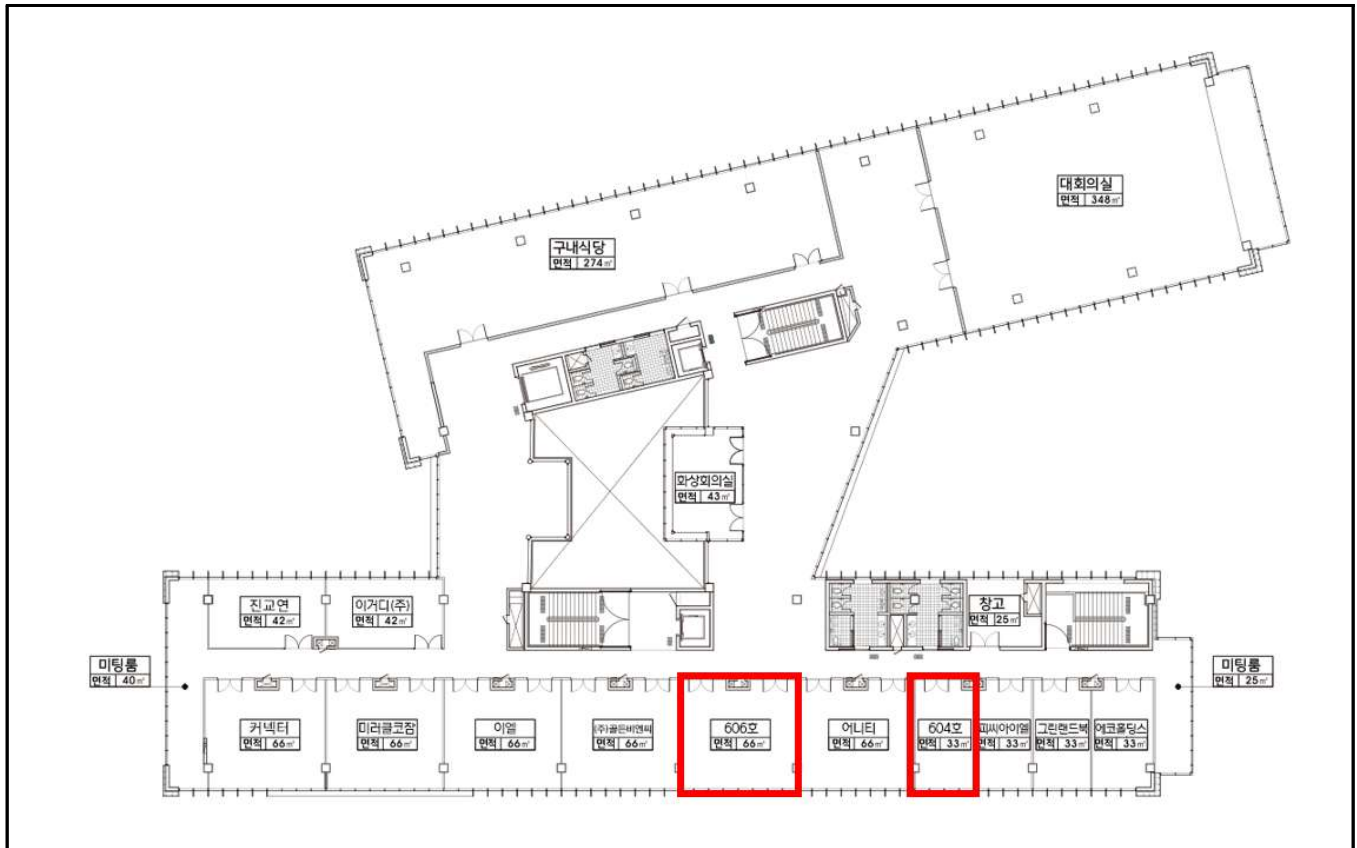 대회의실
면적 348㎡
구내식당
면적 274㎡
화상회의실
면적 43㎡
진교연
면적 42㎡
이거디(주)
면적 42㎡
창고
면적 25㎡
미팅룸
면적 40㎡
미팅룸
면적 25㎡
커넥터
면적 66㎡
미러클코잠
면적 66㎡
이엘
면적 66㎡
(주)골든비엔씨
면적 66㎡
606호
면적 66㎡
어니티
면적 66㎡
604호
면적 33㎡
피씨아이엘
면적 33㎡
그린랜드북
면적 33㎡
에코홀딩스
면적 33㎡